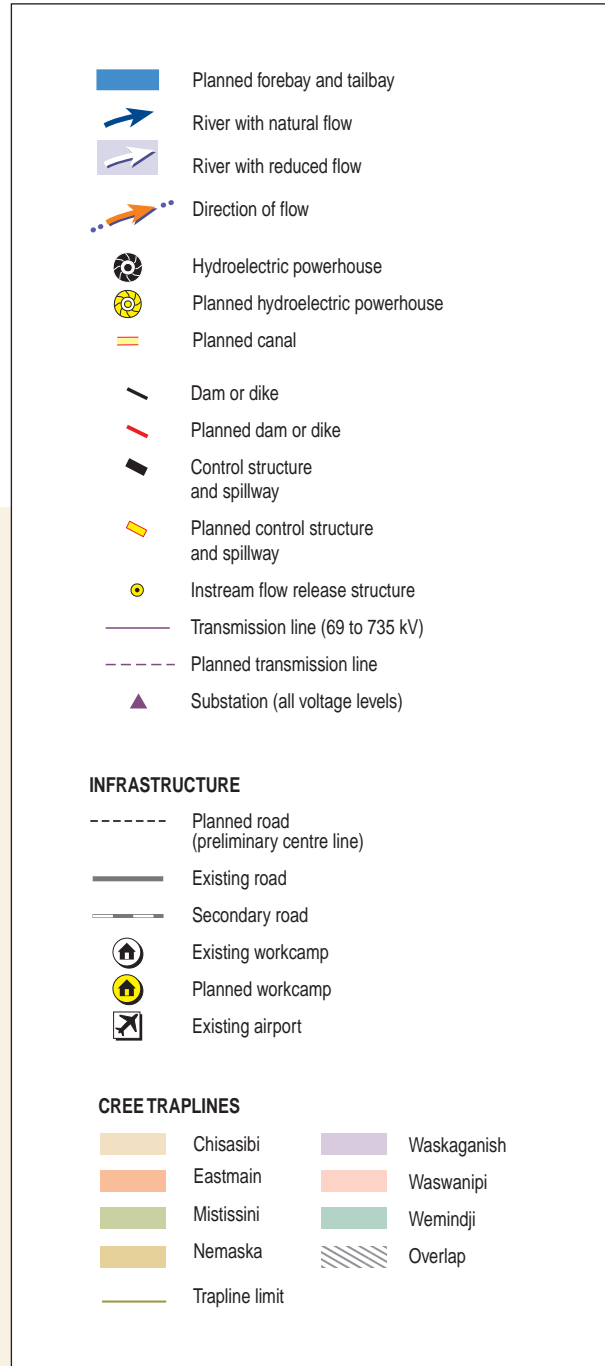 Planned forebay and tailbay
River with natural flow
River with reduced flow
Direction of flow
Hydroelectric powerhouse
Planned hydroelectric powerhouse
Planned canal
Dam or dike
Planned dam or dike
Control structure
and spillway
Planned control structure
and spillway
Instream flow release structure
Transmission line (69 to 735 kV)
Planned transmission line
Substation (all voltage levels)
INFRASTRUCTURE
Planned road
(preliminary centre line)
Existing road
Secondary road
Existing workcamp
Planned workcamp
Existing airport
CREE TRAPLINES
Chisasibi
Eastmain
Mistissini
Nemaska
Trapline limit
Waskaganish
Waswanipi
Wemindji
Overlap